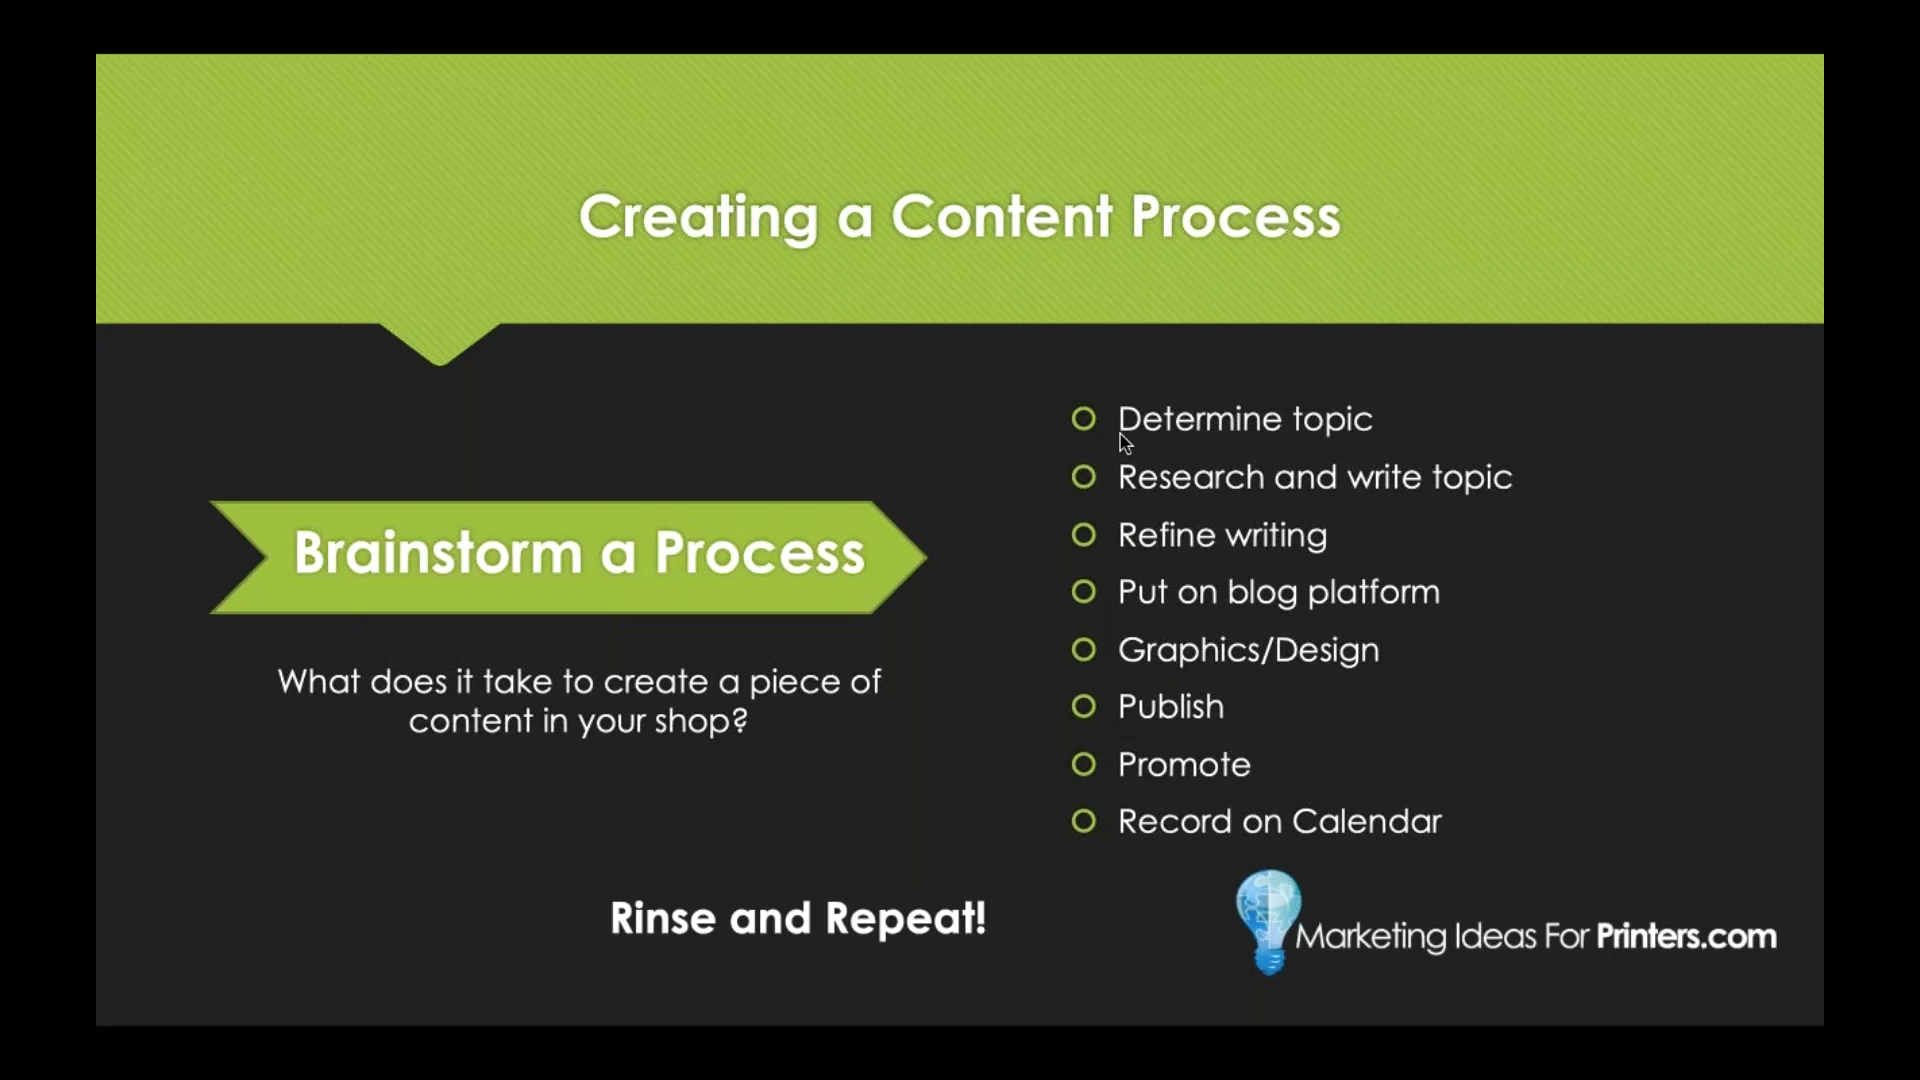 Creating a Content Process
Brainstorm a Process
What does it take to create a piece of
content in your shop?
Determine topic
Research and write topic
Refine writing
Put on blog platform
Graphics/Design
Publish
Promote
Record on Calendar
Rinse and Repeat!
Marketing Ideas For Printers.com